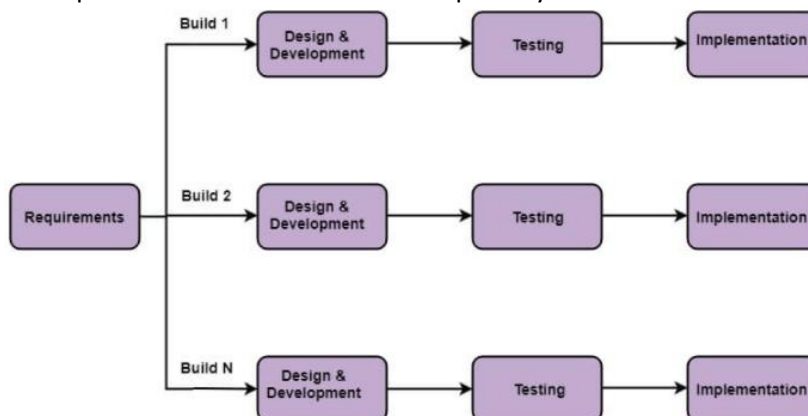 Build 1
Design &
Development
Testing
Implementation
Requirements
Build 2
Design &
Development
Testing
Implementation
Build N
Design &
Development
Testing
Implementation